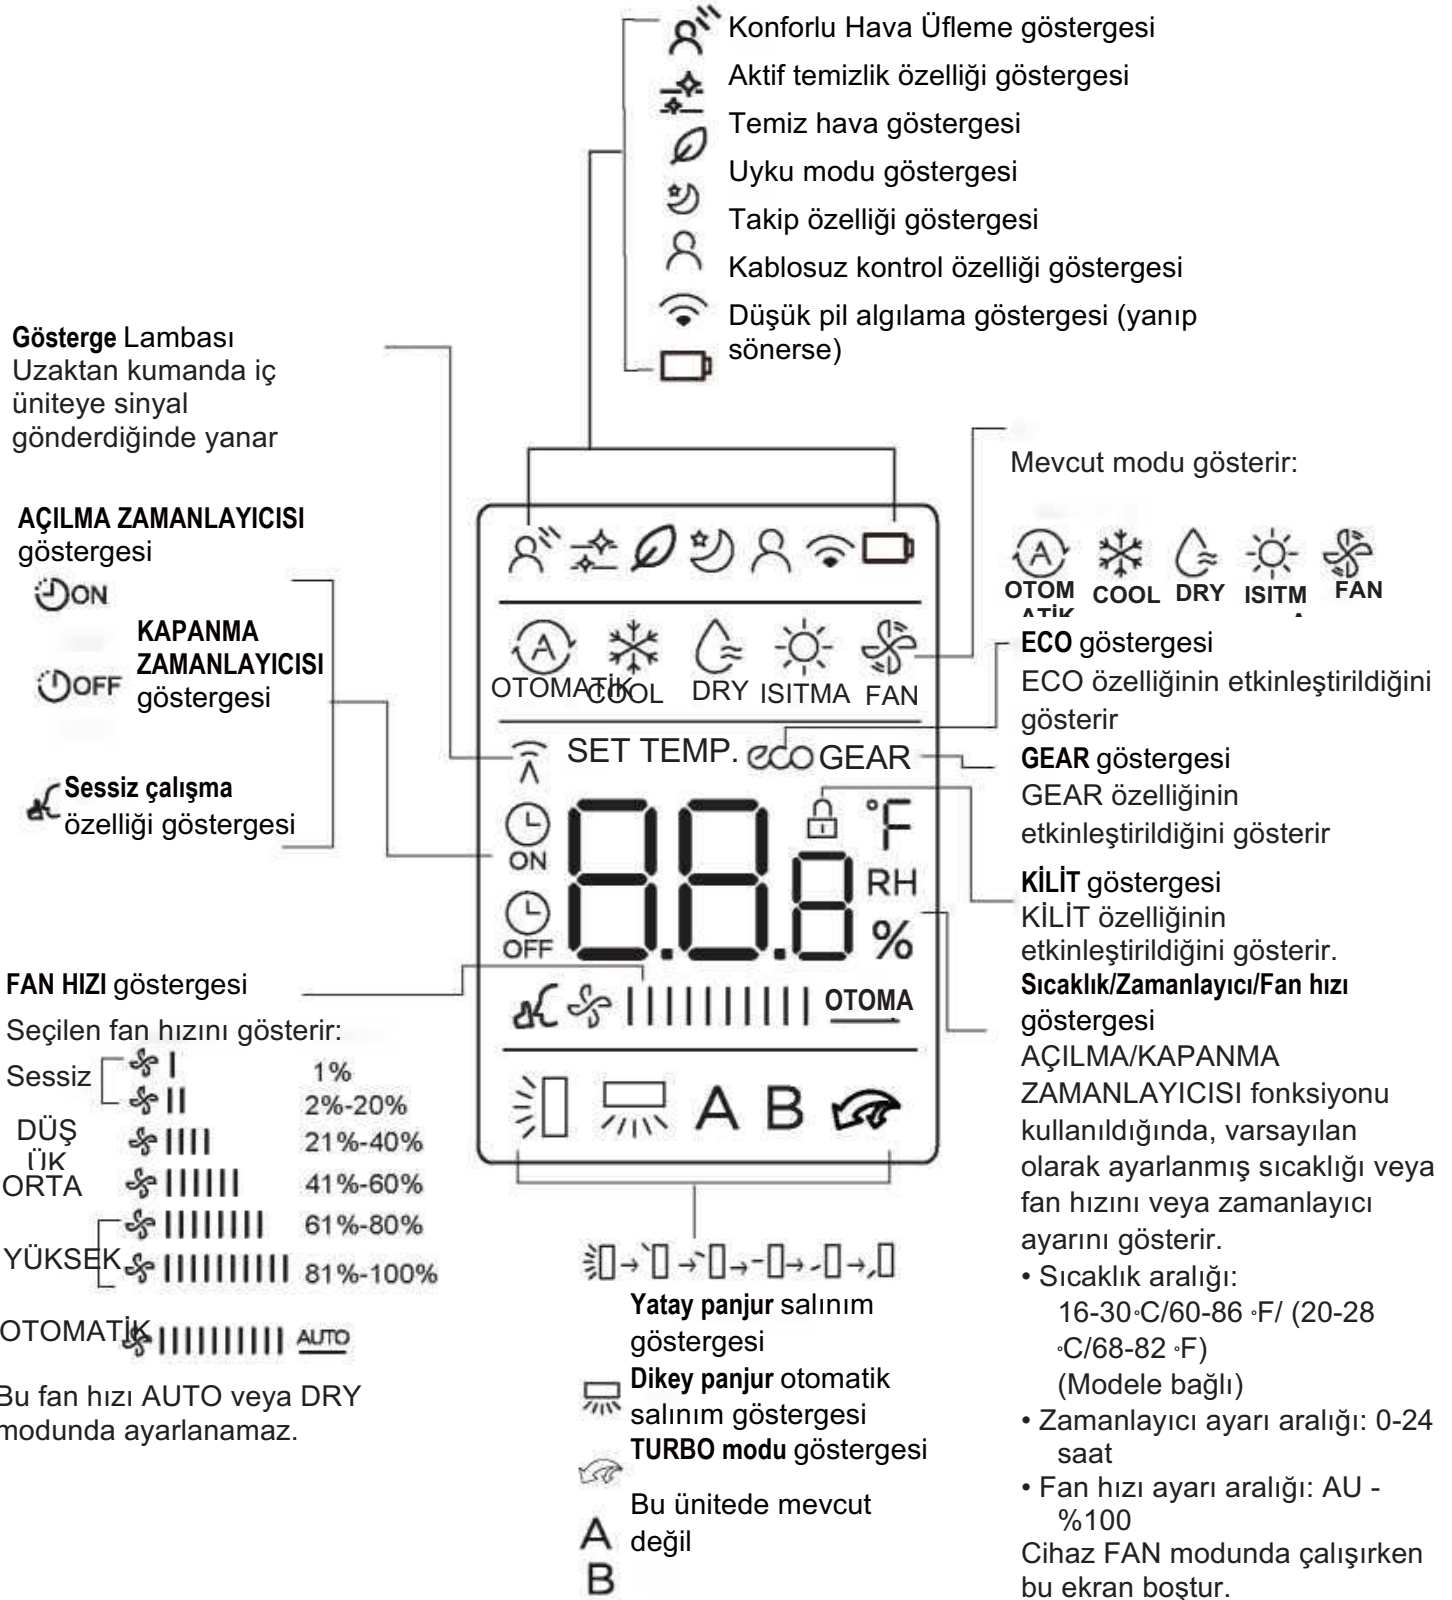 Konforlu Hava Üfleme göstergesi
Aktif temizlik özelliği göstergesi
Temiz hava göstergesi
Uyku modu göstergesi
Takip özelliği göstergesi
Kablosuz kontrol özelliği göstergesi
Düşük pil algılama göstergesi (yanıp
sönerse)
Gösterge Lambası
Uzaktan kumanda iç
üniteye sinyal
gönderdiğinde yanar
AÇILMA ZAMANLAYICISI
göstergesi
ON
KAPANMA
ZAMANLAYICISI
göstergesi
OFF
Sessiz çalışma
özelliği göstergesi
FAN HIZI göstergesi
Seçilen fan hızını gösterir:
Sessiz
1%
2%-20%
DÜŞ
ÜK
21%-40%
ORTA
41%-60%
61%-80%
YÜKSEK
81%-100%
OTOMATİK
AUTO
Bu fan hızı AUTO veya DRY
modunda ayarlanamaz.
A
OTOMATİK COOL DRY ISITMA FAN
SET TEMP. eco GEAR
ON
OFF
88.8
°F
RH
%
OTOMA
A B
Yatay panjur salınım
göstergesi
Dikey panjur otomatik
salınım göstergesi
TURBO modu göstergesi
Bu ünitede mevcut
değil
A
B
Mevcut modu gösterir:
A
OTOM
ATİK
COOL DRY ISITM
A
FAN
ECO göstergesi
ECO özelliğinin etkinleştirildiğini
gösterir
GEAR göstergesi
GEAR özelliğinin
etkinleştirildiğini gösterir
KİLİT göstergesi
KİLİT özelliğinin
etkinleştirildiğini gösterir.
Sıcaklık/Zamanlayıcı/Fan hızı
göstergesi
AÇILMA/KAPANMA
ZAMANLAYICISI fonksiyonu
kullanıldığında, varsayılan
olarak ayarlanmış sıcaklığı veya
fan hızını veya zamanlayıcı
ayarını gösterir.
• Sıcaklık aralığı:
16-30◦C/60-86 ◦F/ (20-28
◦C/68-82 ◦F)
(Modele bağlı)
• Zamanlayıcı ayarı aralığı: 0-24
saat
• Fan hızı ayarı aralığı: AU -
%100
Cihaz FAN modunda çalışırken
bu ekran boştur.